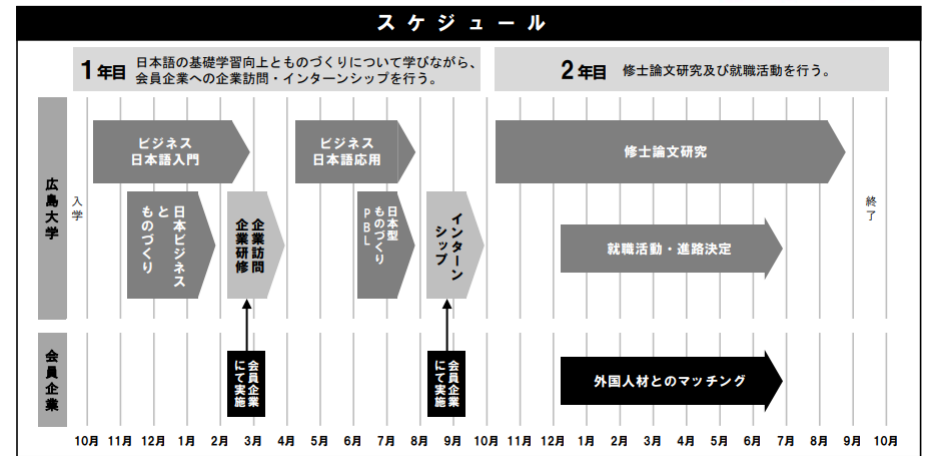 スケジュール
1年目
日本語の基礎学習向上とものづくりについて学びながら、
会員企業への企業訪問・インターンシップを行う。
2年目 修士論文研究及び就職活動を行う。
広島大学
入学
ビジネス
日本語入門
ビジネス
日本語応用
修士論文研究
終了
日本ビジネス
と
ものづくり
企業訪問
企業研修
日本型
ものづくり
PBL
インターン
シップ
就職活動・進路決定
会員企業
会員企業
にて実施
会員企業
にて実施
外国人材とのマッチング
10月 11月 12月 1月 2月 3月 4月 5月 6月 7月 8月 9月 10月 11月 12月 1月 2月 3月 4月 5月 6月 7月 8月 9月 10月